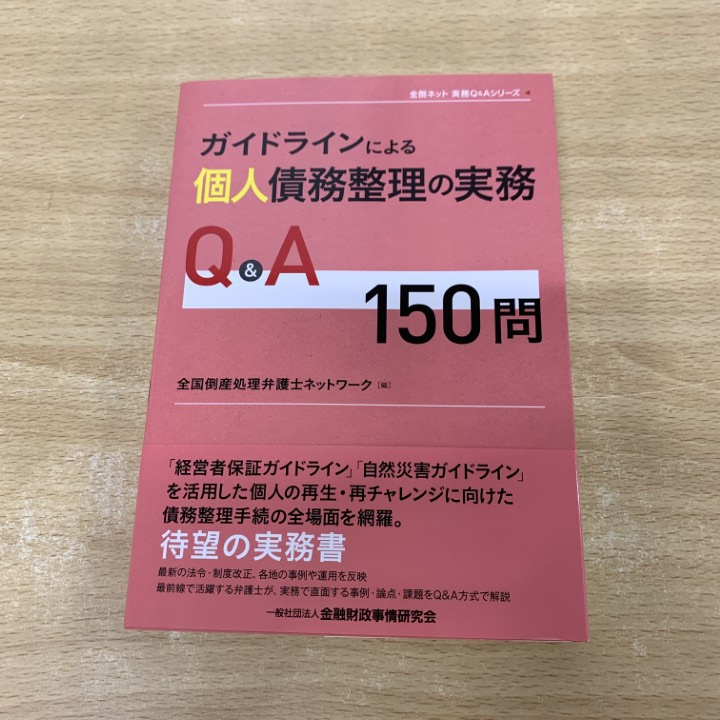 全倒ネット 実務Q&Aシリーズ
ガイドラインによる
個人債務整理の実務
Q&A
150問
全国倒産処理弁護士ネットワーク［編］
「経営者保証ガイドライン」「自然災害ガイドライン」
を活用した個人の再生・再チャレンジに向けた
債務整理手続の全場面を網羅。
待望の実務書
最新の法令・制度改正、各地の事例や運用を反映
最前線で活躍する弁護士が、実務で直面する事例・論点・課題をQ&A方式で解説
一般社団法人 金融財政事情研究会